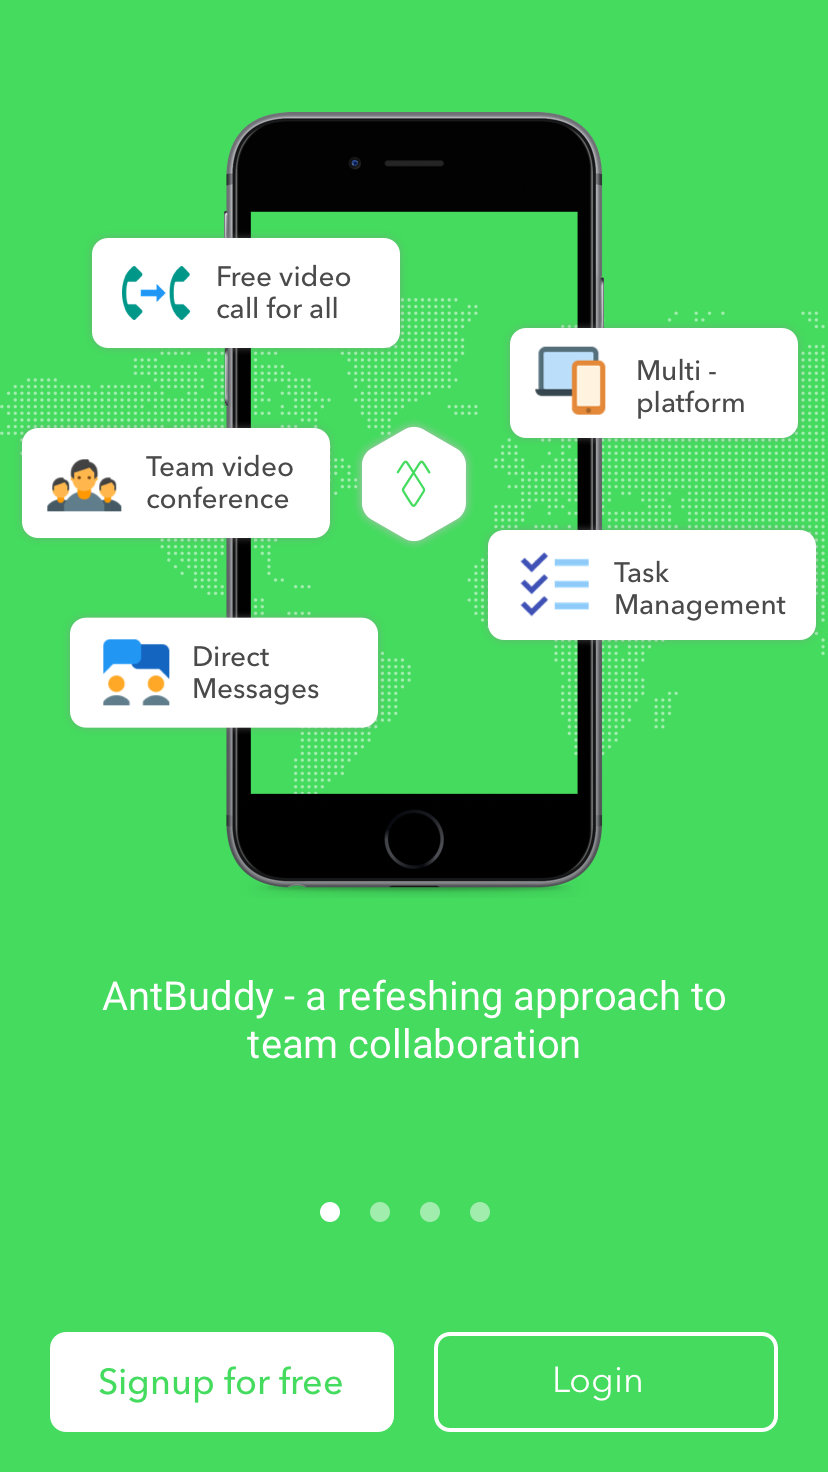 Free video
call for all
Multi -
platform
Team video
conference
Task
Management
Direct
Messages
AntBuddy - a refeshing approach to
team collaboration
Signup for free
Login